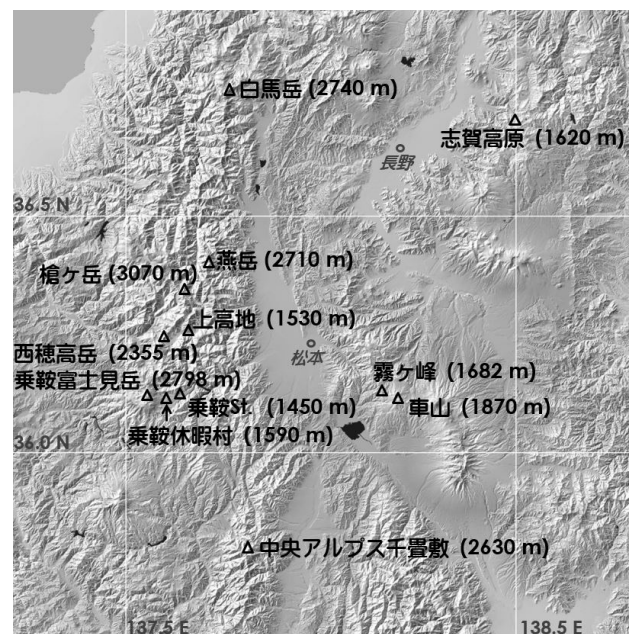 白馬岳 (2740 m)
志賀高原 (1620 m)
長野
36.5 N
燕岳 (2710 m)
槍ヶ岳 (3070 m)
上高地 (1530 m)
西穂高岳 (2355 m)
松本
霧ヶ峰 (1682 m)
乗鞍富士見岳 (2798 m)
乗鞍St. (1450 m)
車山 (1870 m)
乗鞍休暇村 (1590 m)
36.0 N
中央アルプス千畳敷 (2630 m)
137.5 E
138.5 E